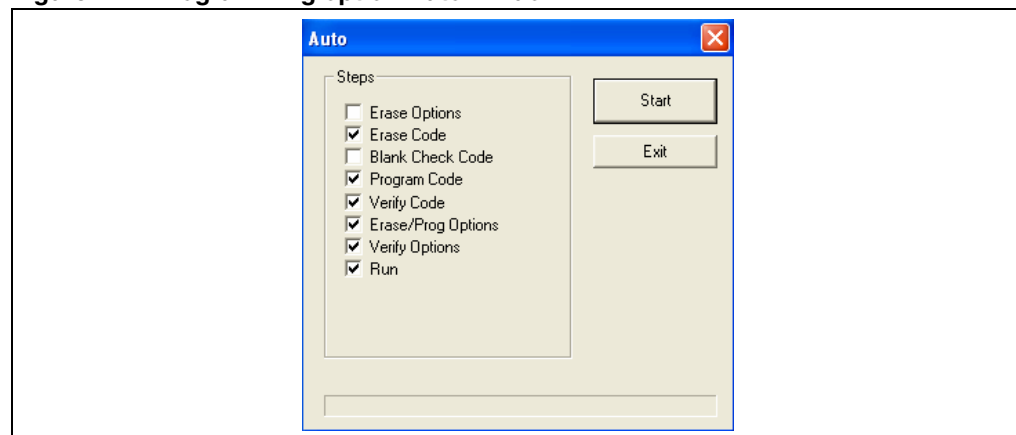 Auto
Steps
Erase Options
Erase Code
Blank Check Code
Program Code
Verify Code
Erase/Prog Options
Verify Options
Run
Start
Exit